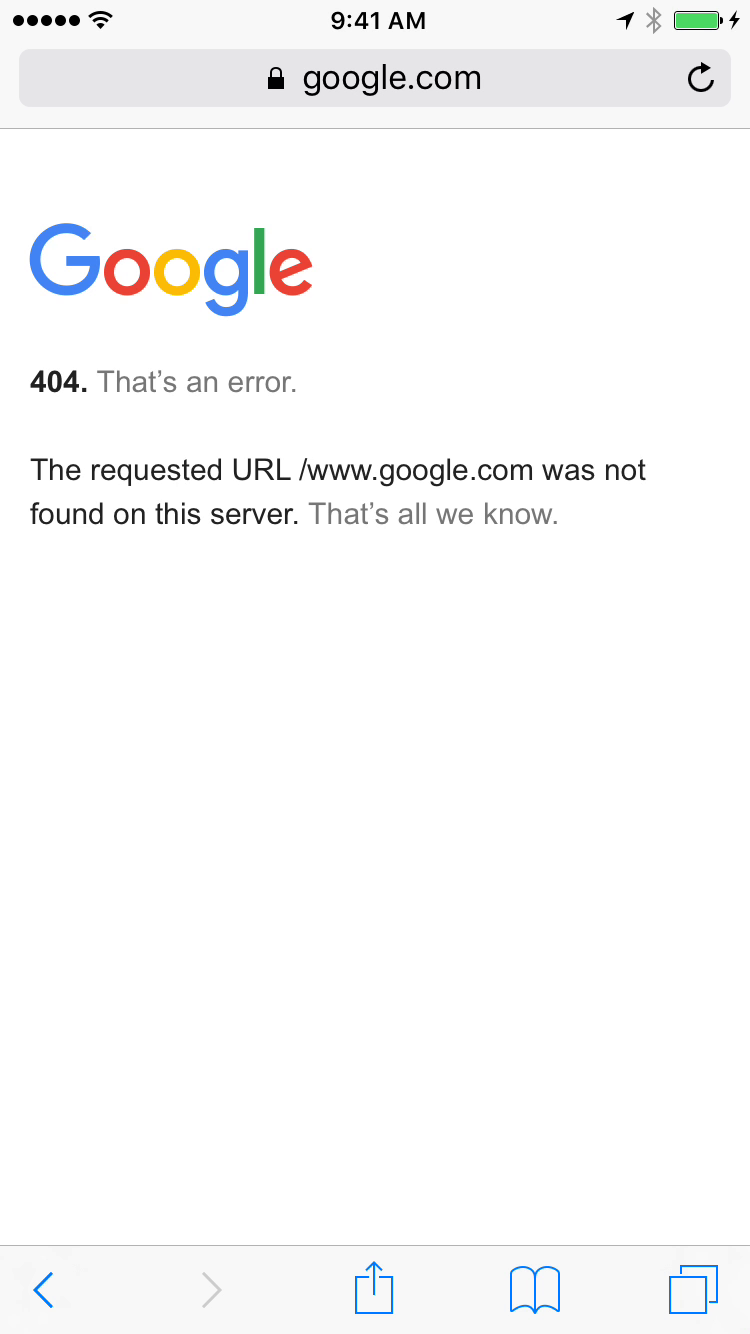 9:41 AM
google.com
Google
404. That’s an error.
The requested URL /www.google.com was not
found on this server. That’s all we know.